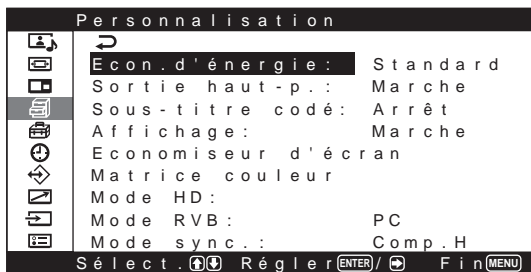 Personnalisation
Econ.d'énergie: Standard
Sortie haut-p.: Marche
Sous-titre codé: Arrêt
Affichage: Marche
Economiseur d'écran
Matrice couleur
Mode HD:
Mode RVB: PC
Mode sync.: Comp.H
Sélect. Régler ENTER / Fin MENU